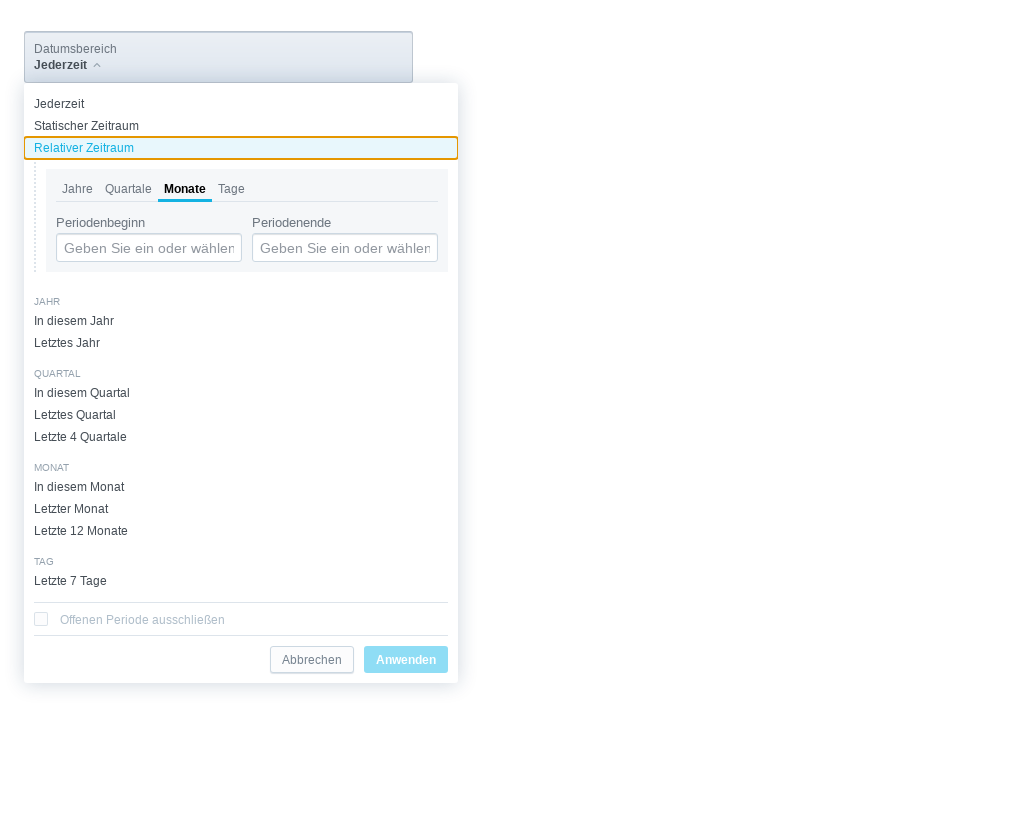 Datumsbereich
Jederzeit
Jederzeit
Statischer Zeitraum
Relativer Zeitraum
Jahre Quartale Monate Tage
Periodenbeginn Periodenende
Geben Sie ein oder wählen Geben Sie ein oder wählen
JAHR
In diesem Jahr
Letztes Jahr
QUARTAL
In diesem Quartal
Letztes Quartal
Letzte 4 Quartale
MONAT
In diesem Monat
Letzter Monat
Letzte 12 Monate
TAG
Letzte 7 Tage
Offenen Periode ausschließen
Abbrechen Anwenden